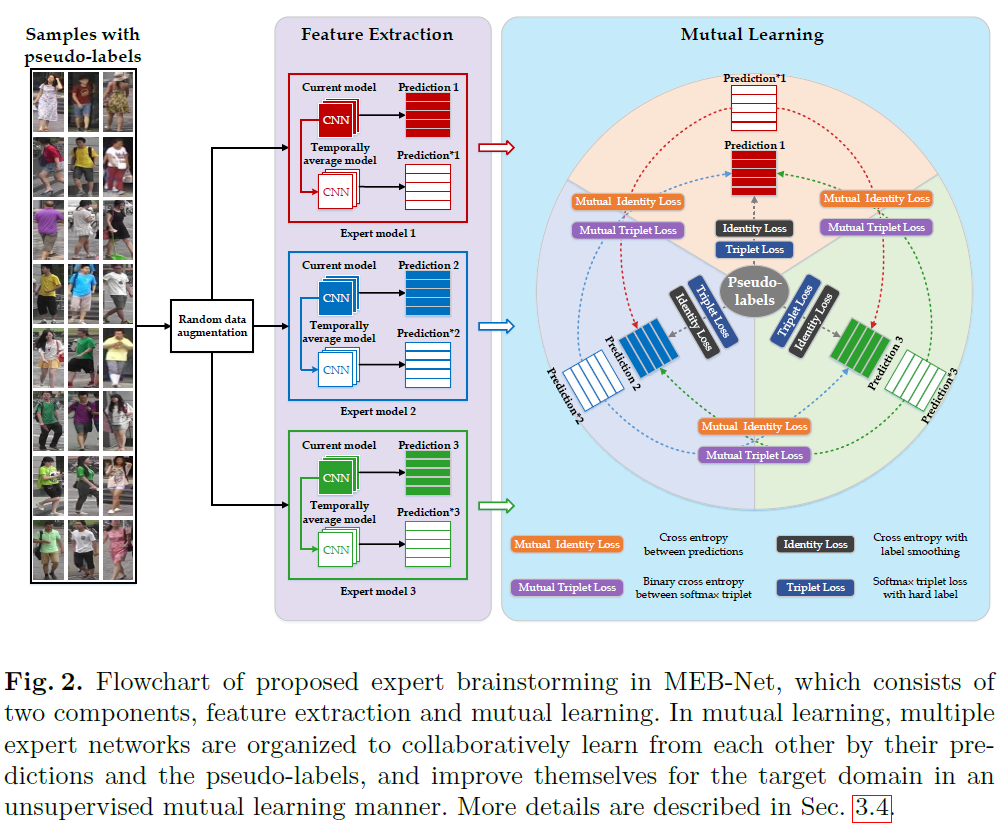 Samples with
pseudo-labels
Random data
augmentation
Feature Extraction
Current model
Prediction 1
CNN
Temporally
average model
Prediction*1
CNN
Expert model 1
Current model
Prediction 2
CNN
Temporally
average model
Prediction*2
CNN
Expert model 2
Current model
Prediction 3
CNN
Temporally
average model
Prediction*3
CNN
Expert model 3
Mutual Learning
Prediction*1
Prediction 1
Mutual Identity Loss
Mutual Triplet Loss
Mutual Identity Loss
Mutual Triplet Loss
Identity Loss
Triplet Loss
Pseudo-
labels
Identity Loss
Triplet Loss
Triplet Loss
Identity Loss
Prediction 2
Prediction*2
Prediction 3
Prediction*3
Mutual Identity Loss
Mutual Triplet Loss
Mutual Identity Loss
Cross entropy
between predictions
Identity Loss
Cross entropy with
label smoothing
Mutual Triplet Loss
Binary cross entropy
between softmax triplet
Triplet Loss
Softmax triplet loss
with hard label
Fig. 2. Flowchart of proposed expert brainstorming in MEB-Net, which consists of
two components, feature extraction and mutual learning. In mutual learning, multiple
expert networks are organized to collaboratively learn from each other by their pre-
dictions and the pseudo-labels, and improve themselves for the target domain in an
unsupervised mutual learning manner. More details are described in Sec. 3.4.